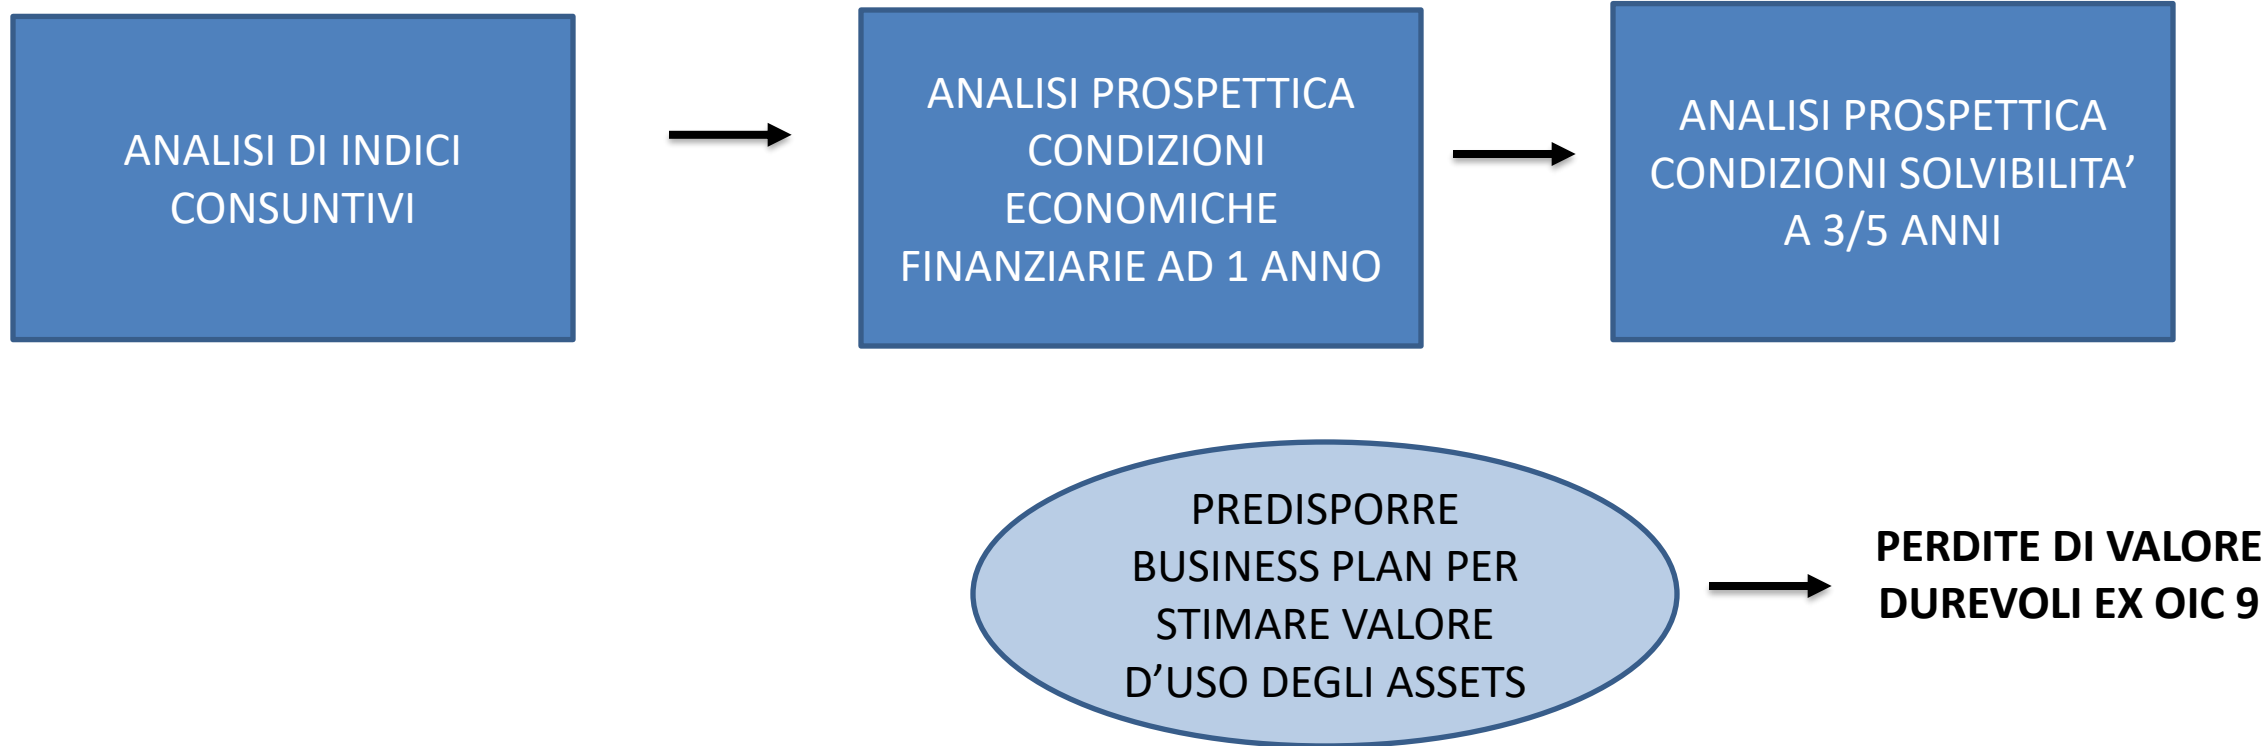 ANALISI DI INDICI
CONSUNTIVI
ANALISI PROSPETTICA
CONDIZIONI
ECONOMICHE
FINANZIARIE AD 1 ANNO
ANALISI PROSPETTICA
CONDIZIONI SOLVIBILITA’
A 3/5 ANNI
PREDISPORRE
BUSINESS PLAN PER
STIMARE VALORE
D’USO DEGLI ASSETS
PERDITE DI VALORE
DUREVOLI EX OIC 9